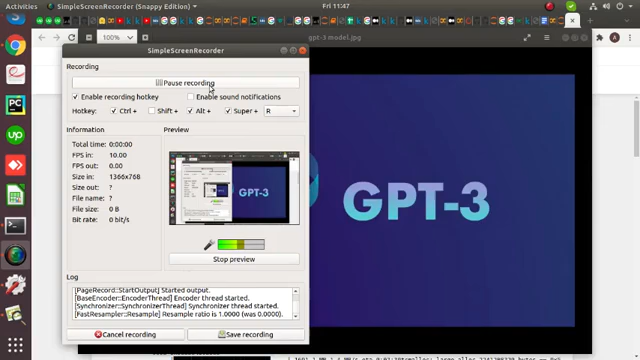 Activities
SimpleScreenRecorder (Snappy Edition)
Fri 11:47
100%
gpt-3 model.jpg
SimpleScreenRecorder
Recording
Pause recording
Enable recording hotkey
Enable sound notifications
Hotkey:
Ctrl +
Shift +
Alt +
Super +
R
Information
Preview
Total time: 0:00:00
FPS in: 10.00
FPS out: 0.00
Size in: 1366x768
Size out: ?
File name: ?
File size: 0 B
Bit rate: 0 bit/s
GPT-3
GPT-3
Stop preview
Log
[PageRecord::StartOutput] Started output.
[BaseEncoder::EncoderThread] Encoder thread started.
[Synchronizer::SynchronizerThread] Synchronizer thread started.
[FastResampler::Resample] Resample ratio is 1.0000 (was 0.0000).
Cancel recording
Save recording